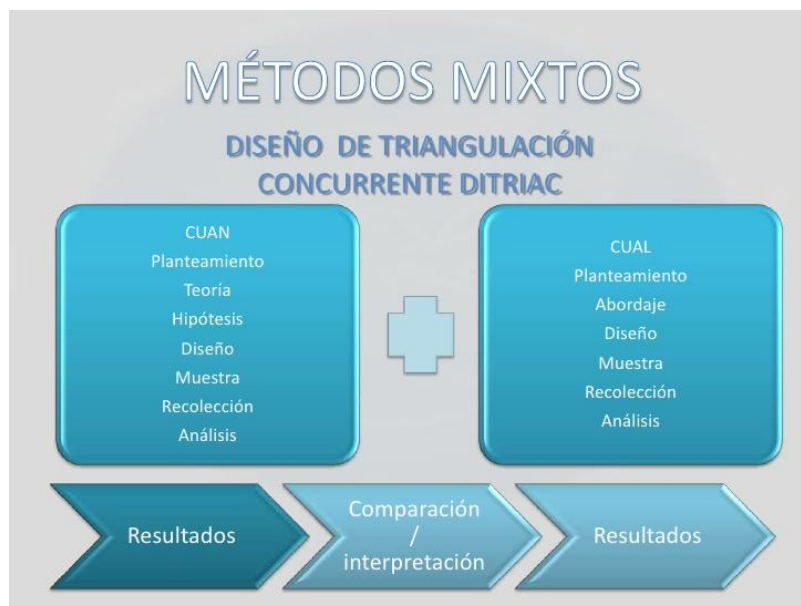 MÉTODOS MIXTOS
DISEÑO DE TRIANGULACIÓN
CONCURRENTE DITRIAC
CUAN
Planteamiento
Teoría
Hipótesis
Diseño
Muestra
Recolección
Análisis
CUAL
Planteamiento
Abordaje
Diseño
Muestra
Recolección
Análisis
Resultados
Comparación
/
interpretación
Resultados